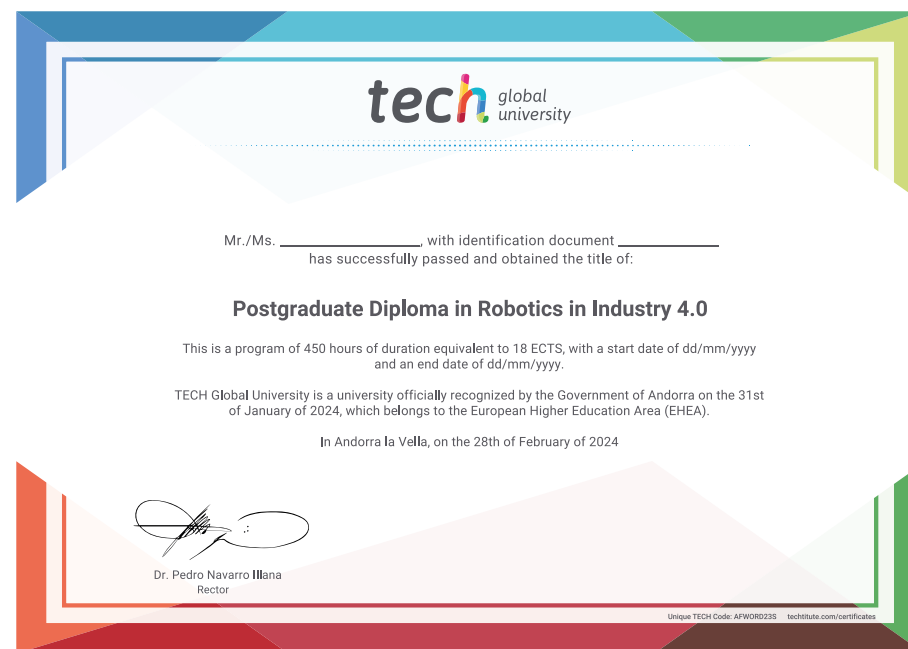 tech global university
Mr./Ms. ____________________, with identification document ______________
has successfully passed and obtained the title of:
Postgraduate Diploma in Robotics in Industry 4.0
This is a program of 450 hours of duration equivalent to 18 ECTS, with a start date of dd/mm/yyyy
and an end date of dd/mm/yyyy.
TECH Global University is a university officially recognized by the Government of Andorra on the 31st
of January of 2024, which belongs to the European Higher Education Area (EHEA).
In Andorra la Vella, on the 28th of February of 2024
Dr. Pedro Navarro Illana
Rector
Unique TECH Code: AFWORD23S techtitute.com/certificates